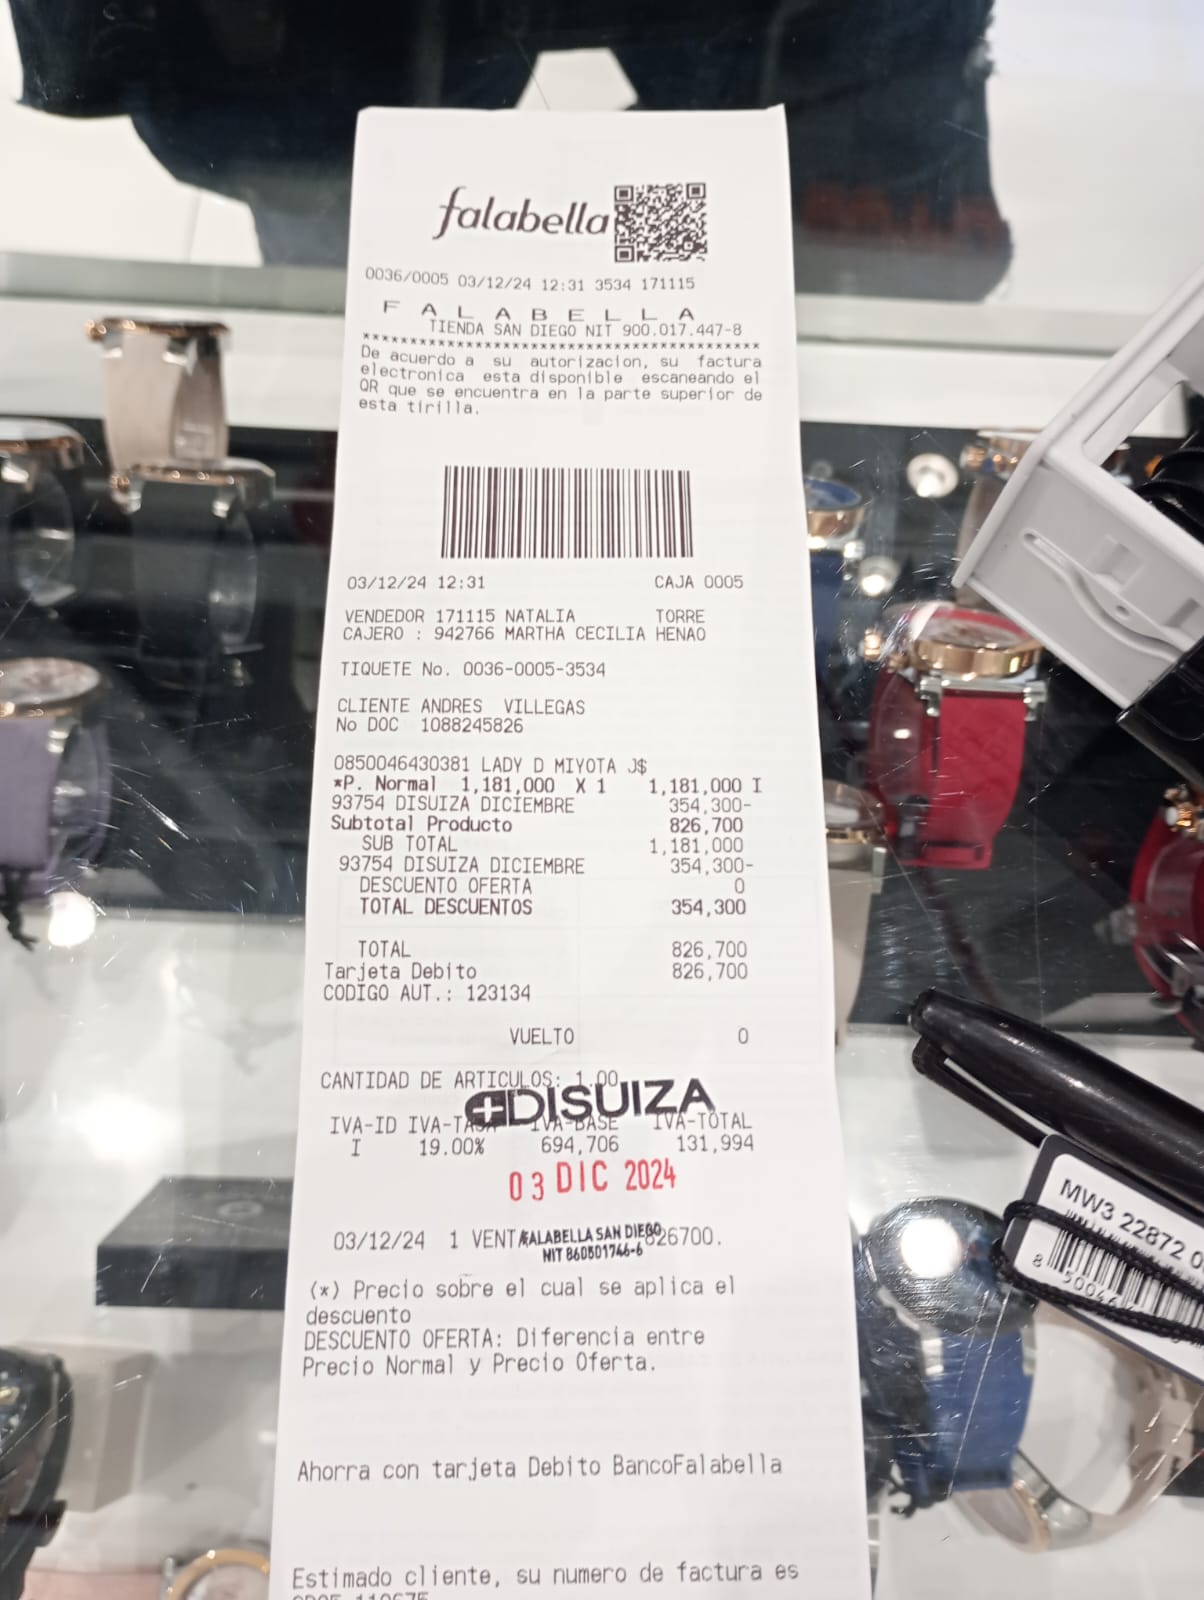 falabella
0036/0005 03/12/24 12:31 3534 171115
F A L A B E L L A
TIENDA SAN DIEGO NIT 900.017.447-8
******************************************
De acuerdo a su autorizacion, su factura
electronica esta disponible escaneando el
QR que se encuentra en la parte superior de
esta tirilla.
03/12/24 12:31 CAJA 0005
VENDEDOR 171115 NATALIA TORRE
CAJERO : 942766 MARTHA CECILIA HENAO
TIQUETE No. 0036-0005-3534
CLIENTE ANDRES VILLEGAS
No DOC 1088245826
0850046430381 LADY D MIYOTA J$
*P. Normal 1,181,000 X 1 1,181,000 I
93754 DISUIZA DICIEMBRE 354,300-
Subtotal Producto 826,700
SUB TOTAL 1,181,000
93754 DISUIZA DICIEMBRE 354,300-
DESCUENTO OFERTA 0
TOTAL DESCUENTOS 354,300
TOTAL 826,700
Tarjeta Debito 826,700
CODIGO AUT.: 123134
VUELTO 0
CANTIDAD DE ARTICULOS: 1.00
DISUIZA
IVA-ID IVA-TASA IVA-BASE IVA-TOTAL
I 19.00% 694,706 131,994
03 DIC 2024
03/12/24 1 VENT 826700.
FALABELLA SAN DIEGO
NIT 860501746-6
(*) Precio sobre el cual se aplica el
descuento
DESCUENTO OFERTA: Diferencia entre
Precio Normal y Precio Oferta.
Ahorra con tarjeta Debito BancoFalabella
Estimado cliente, su numero de factura es
MW3 22872
8 50046